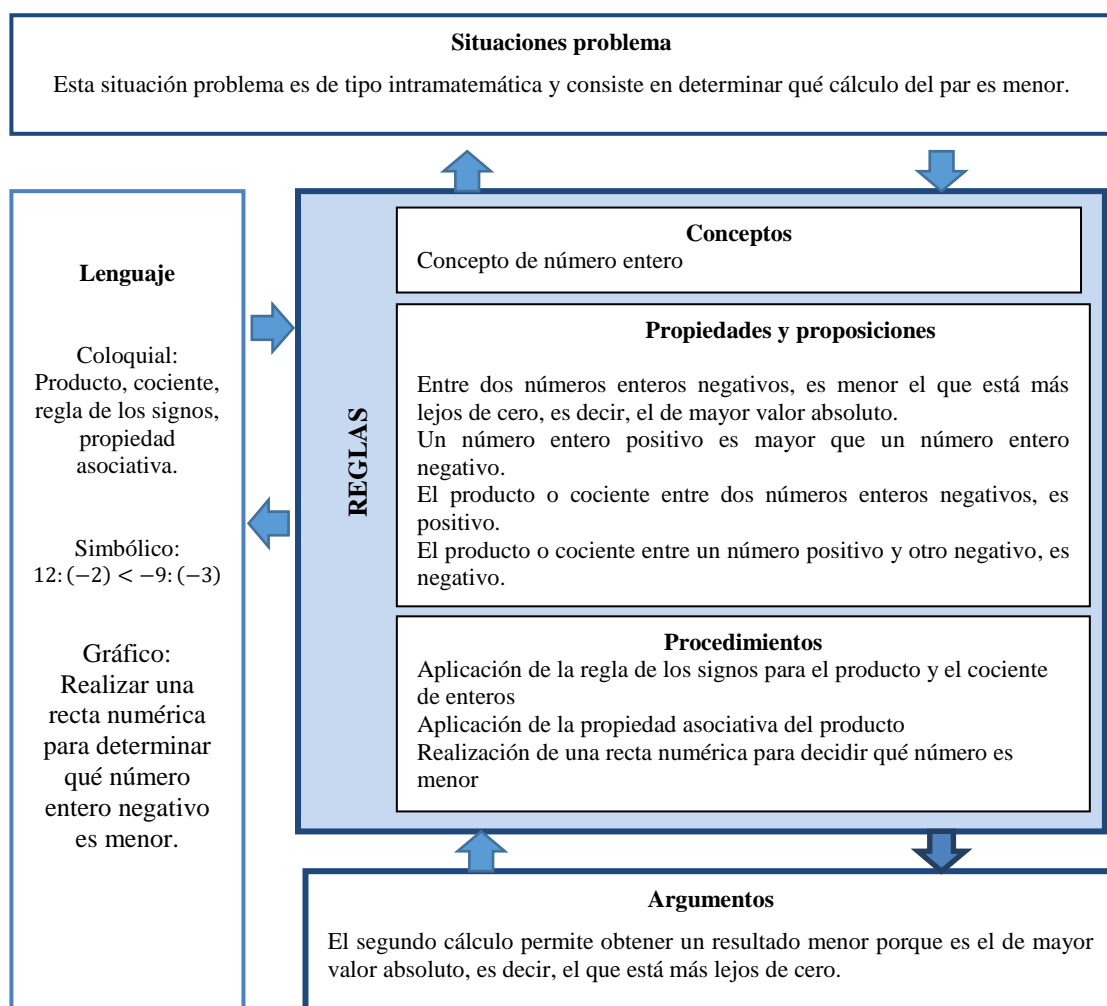 Situaciones problema
Esta situación problema es de tipo intramatemática y consiste en determinar qué cálculo del par es menor.
Lenguaje
Coloquial:
Producto, cociente,
regla de los signos,
propiedad
asociativa.
Simbólico:
12: (−2) < −9: (−3)
Gráfico:
Realizar una
recta numérica
para determinar
qué número
entero negativo
es menor.
REGLAS
Conceptos
Concepto de número entero
Propiedades y proposiciones
Entre dos números enteros negativos, es menor el que está más
lejos de cero, es decir, el de mayor valor absoluto.
Un número entero positivo es mayor que un número entero
negativo.
El producto o cociente entre dos números enteros negativos, es
positivo.
El producto o cociente entre un número positivo y otro negativo, es
negativo.
Procedimientos
Aplicación de la regla de los signos para el producto y el cociente
de enteros
Aplicación de la propiedad asociativa del producto
Realización de una recta numérica para decidir qué número es
menor
Argumentos
El segundo cálculo permite obtener un resultado menor porque es el de mayor
valor absoluto, es decir, el que está más lejos de cero.